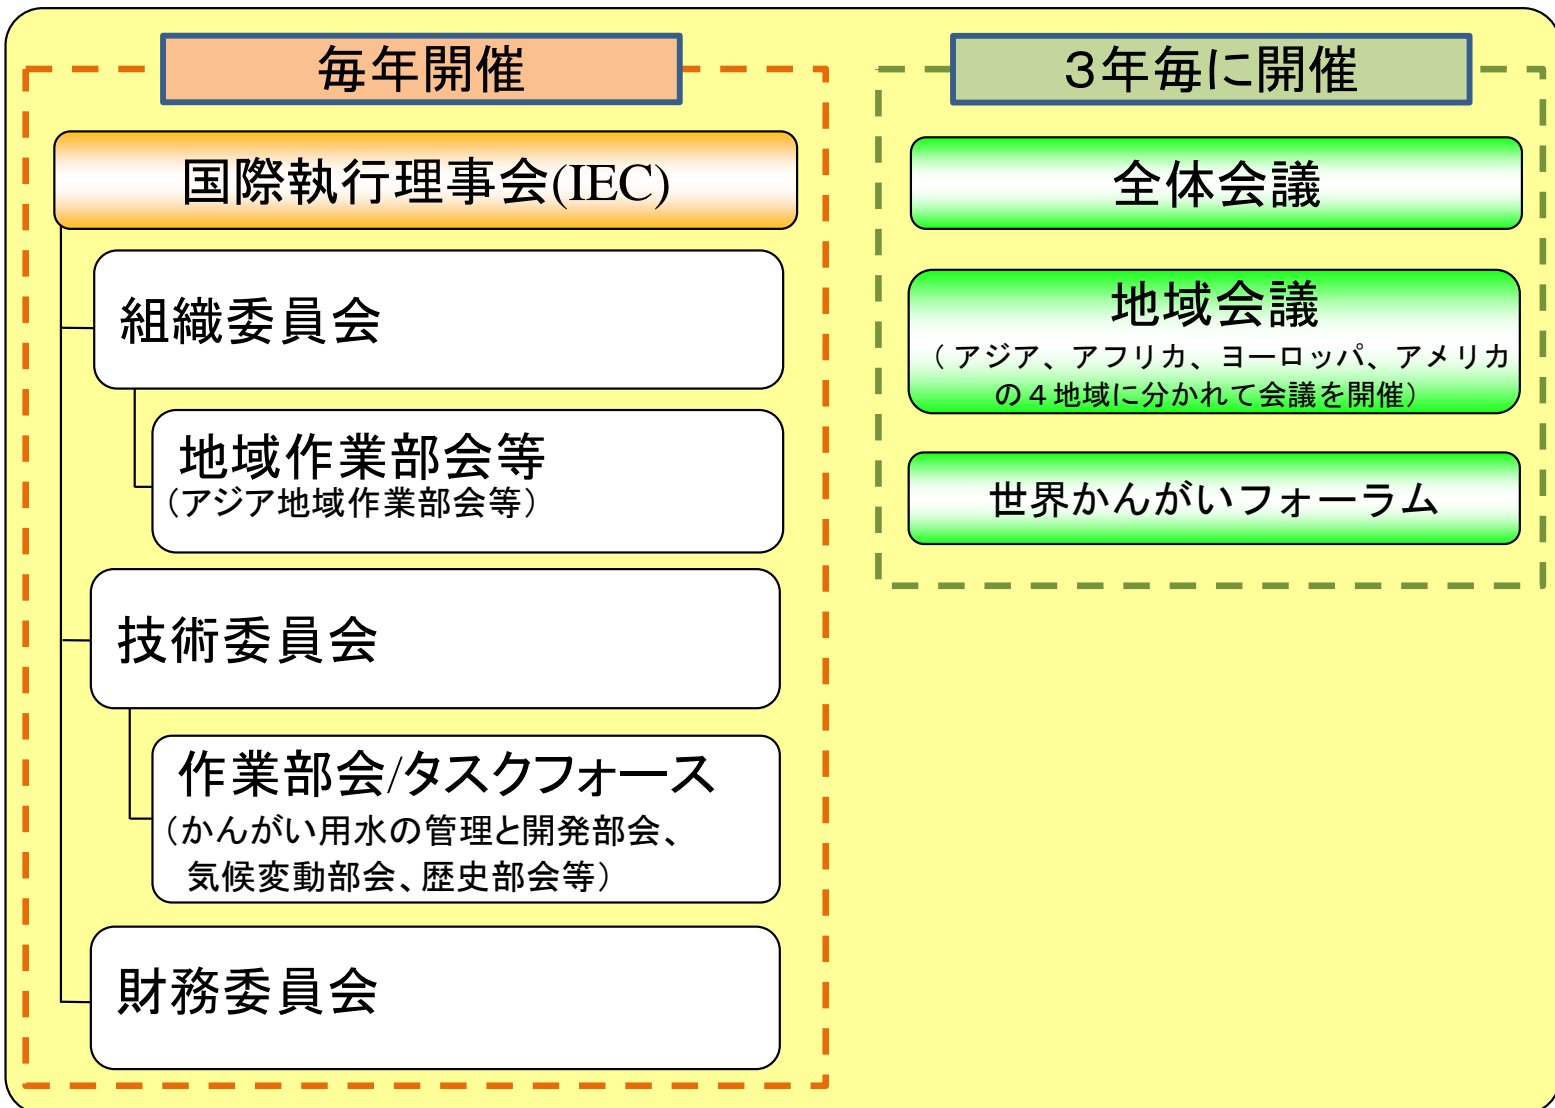 毎年開催
国際執行理事会(IEC)
組織委員会
地域作業部会等
（アジア地域作業部会等）
技術委員会
作業部会/タスクフォース
（かんがい用水の管理と開発部会、
気候変動部会、歴史部会等）
財務委員会
３年毎に開催
全体会議
地域会議
（アジア、アフリカ、ヨーロッパ、アメリカ
の４地域に分かれて会議を開催）
世界かんがいフォーラム